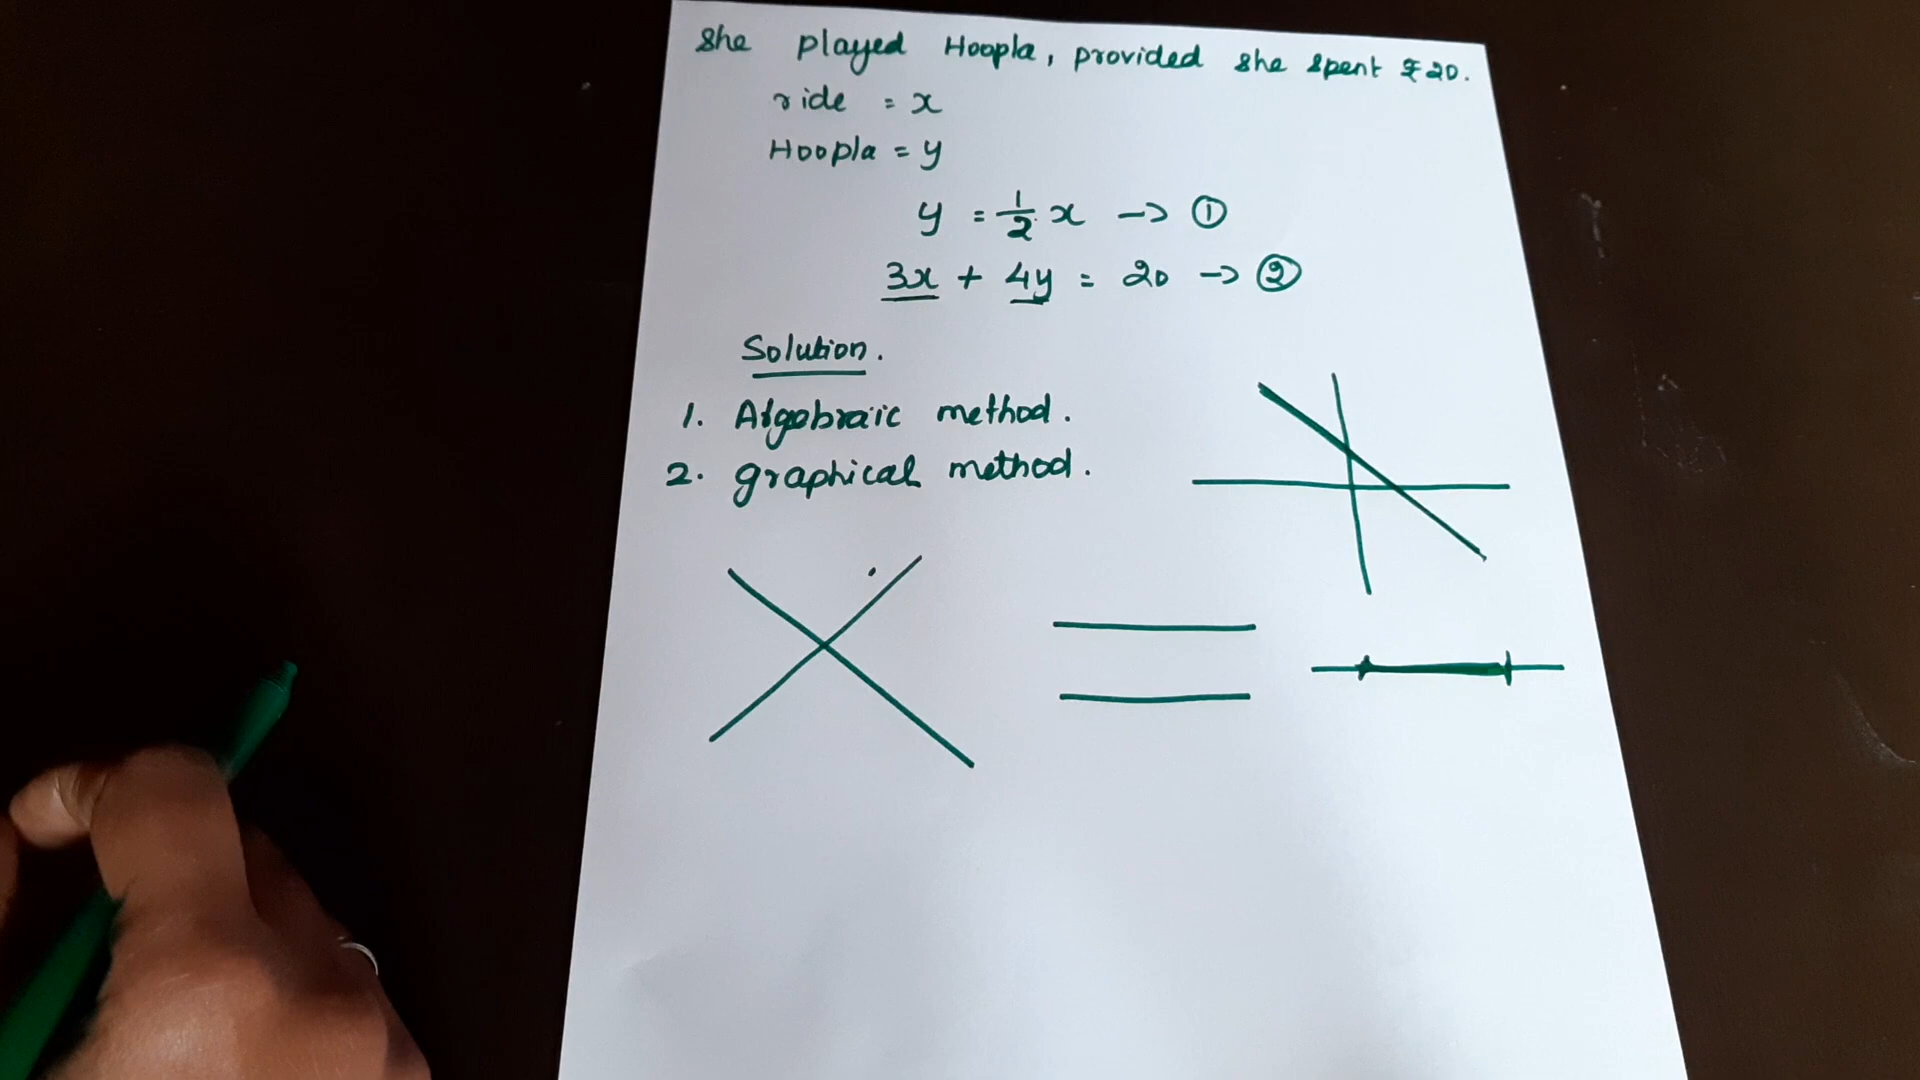 She played Hoopla, provided she spent ₹20.
ride = x
Hoopla = y
y = 1/2 x → ①
3x + 4y = 20 → ②
Solution.
1. Algebraic method.
2. graphical method.